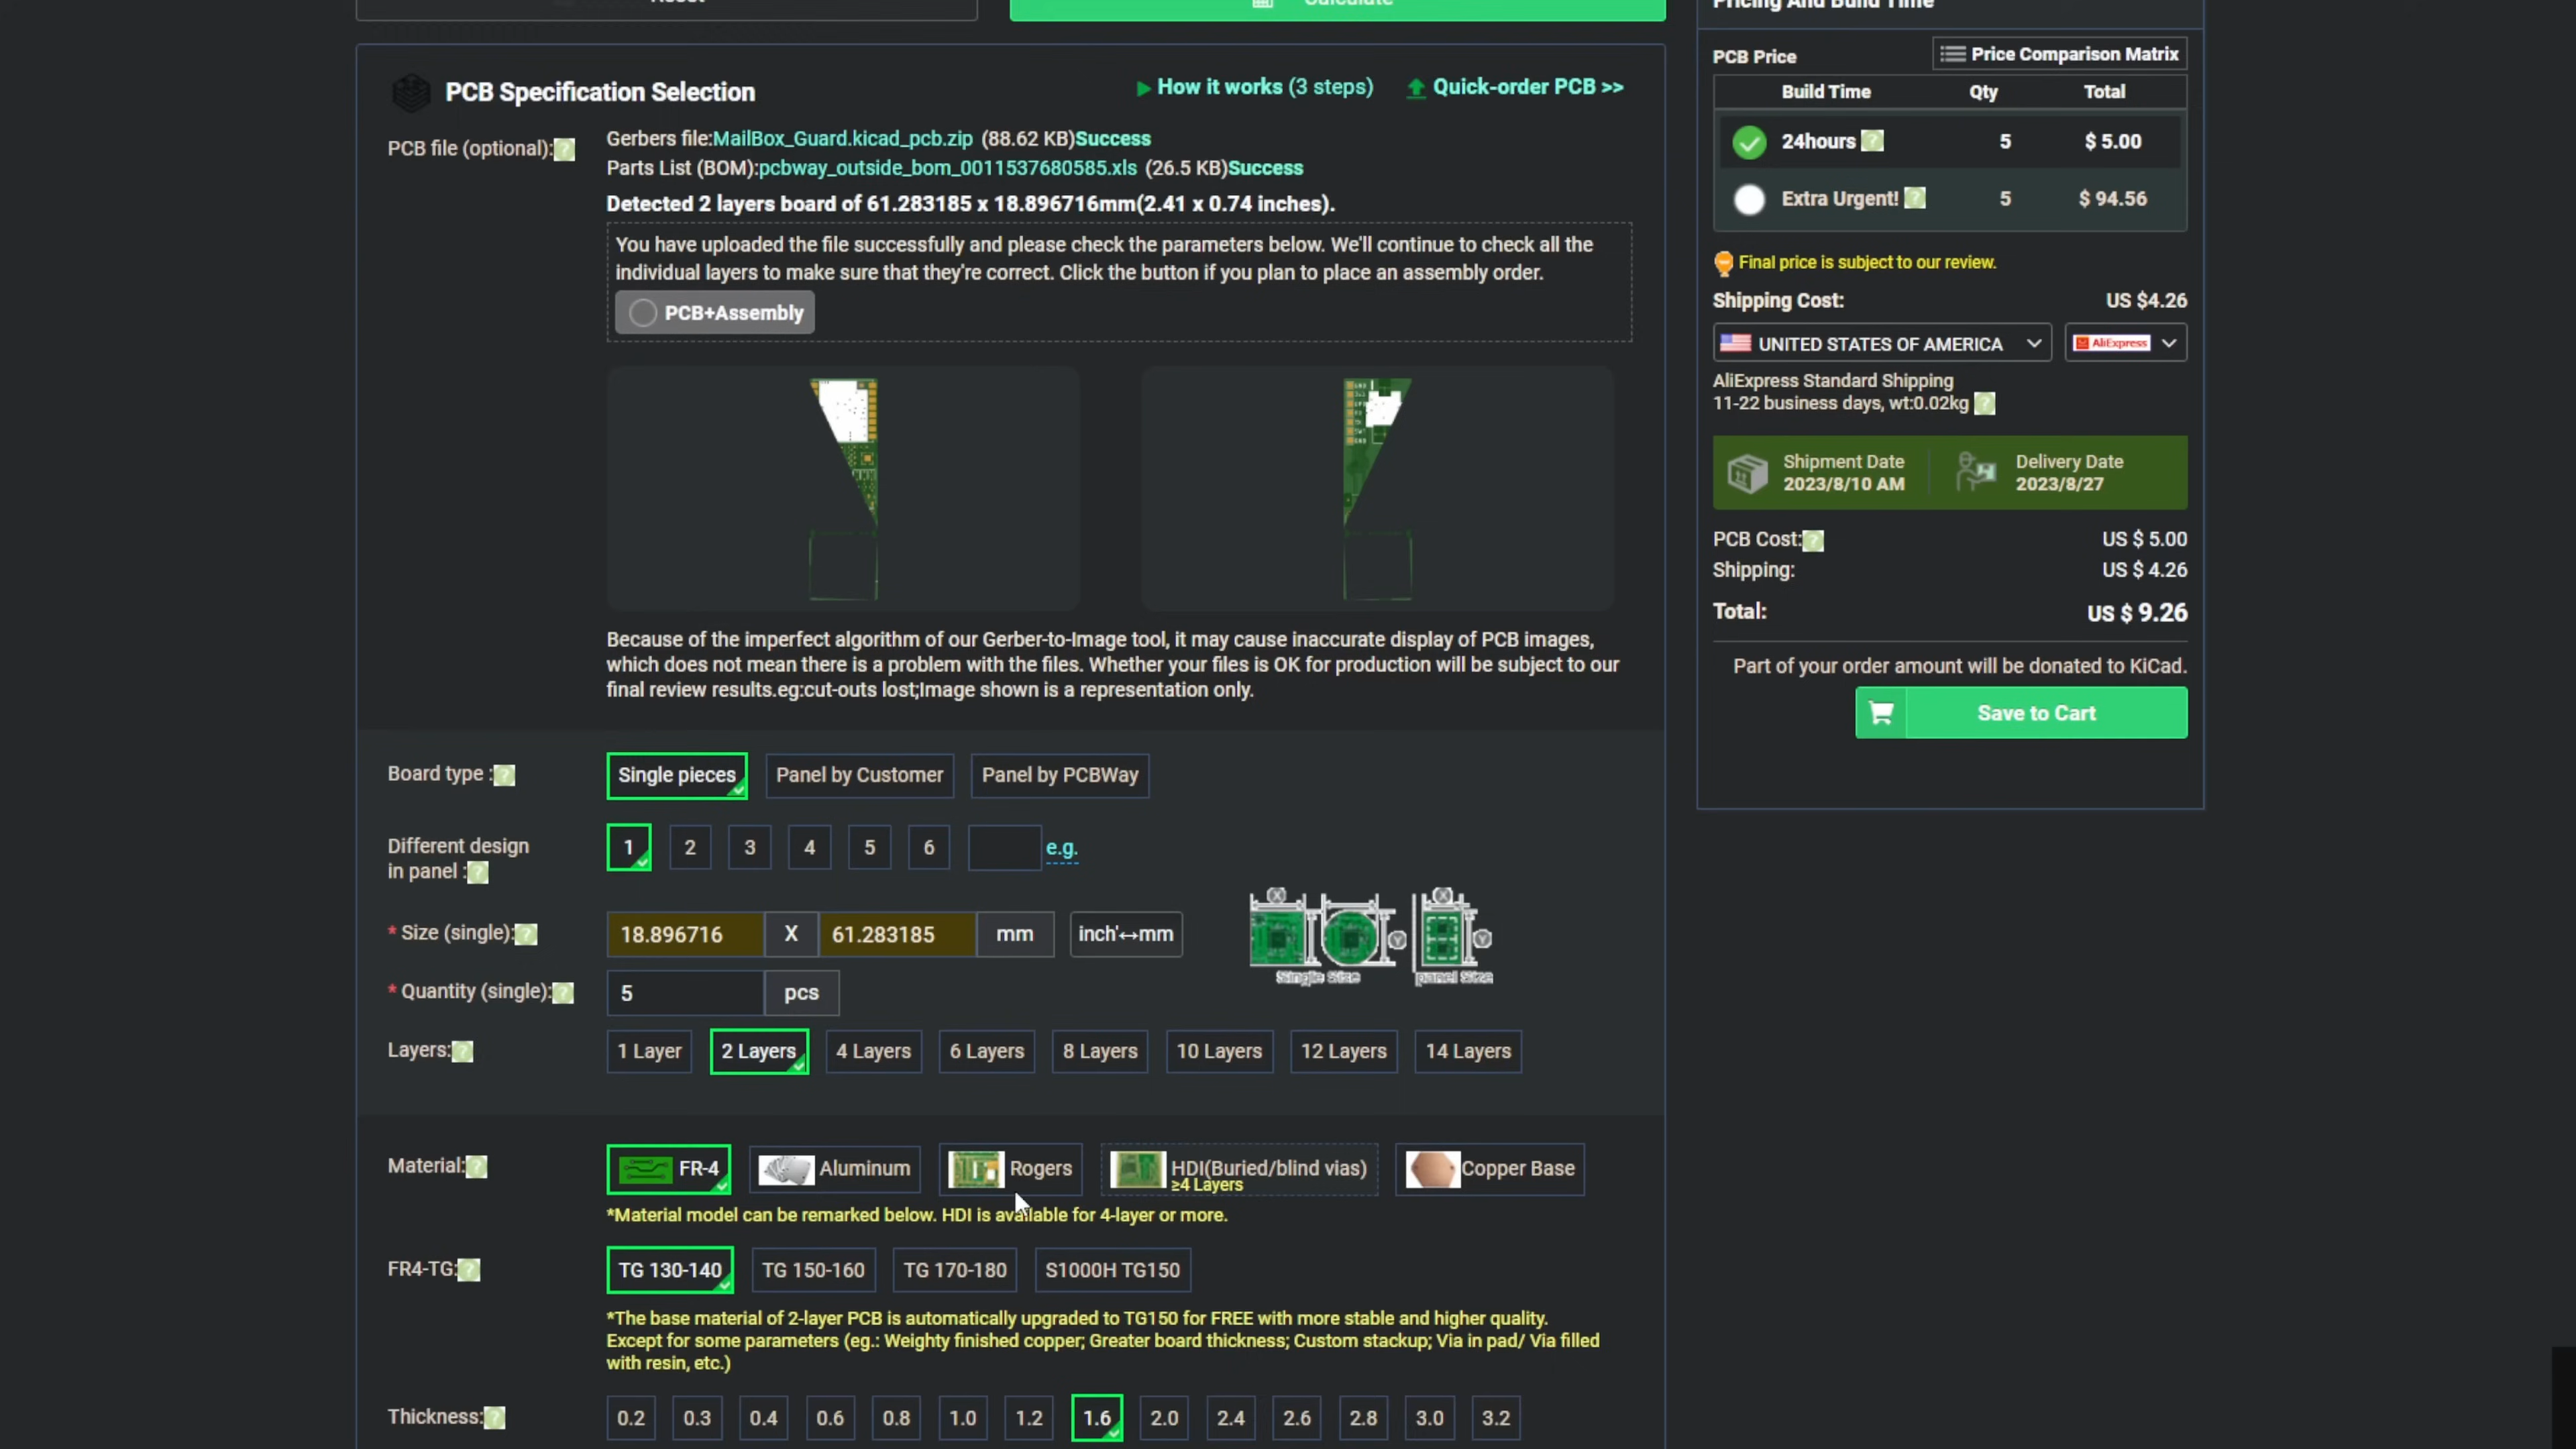 Reset
Calculate
PCB Specification Selection
How it works (3 steps)
Quick-order PCB >>
PCB file (optional):
Gerbers file:MailBox_Guard.kicad_pcb.zip (88.62 KB)Success
Parts List (BOM):pcbway_outside_bom_0011537680585.xls (26.5 KB)Success
Detected 2 layers board of 61.283185 x 18.896716mm(2.41 x 0.74 inches).
You have uploaded the file successfully and please check the parameters below. We'll continue to check all the
individual layers to make sure that they're correct. Click the button if you plan to place an assembly order.
PCB+Assembly
Because of the imperfect algorithm of our Gerber-to-Image tool, it may cause inaccurate display of PCB images,
which does not mean there is a problem with the files. Whether your files is OK for production will be subject to our
final review results.eg:cut-outs lost;Image shown is a representation only.
Board type :
Single pieces
Panel by Customer
Panel by PCBWay
Different design
in panel :
1 2 3 4 5 6 e.g.
* Size (single):
18.896716 X 61.283185 mm inch'↔mm
X X
Y Y
Single Size panel Size
* Quantity (single):
5 pcs
Layers:
1 Layer 2 Layers 4 Layers 6 Layers 8 Layers 10 Layers 12 Layers 14 Layers
Material:
FR-4
Aluminum
Rogers
HDI(Buried/blind vias)
≥4 Layers
Copper Base
*Material model can be remarked below. HDI is available for 4-layer or more.
FR4-TG:
TG 130-140 TG 150-160 TG 170-180 S1000H TG150
*The base material of 2-layer PCB is automatically upgraded to TG150 for FREE with more stable and higher quality.
Except for some parameters (eg.: Weighty finished copper; Greater board thickness; Custom stackup; Via in pad/ Via filled
with resin, etc.)
Thickness:
0.2 0.3 0.4 0.6 0.8 1.0 1.2 1.6 2.0 2.4 2.6 2.8 3.0 3.2
Pricing And Build Time
PCB Price
Price Comparison Matrix
Build Time Qty Total
24hours 5 $ 5.00
Extra Urgent! 5 $ 94.56
Final price is subject to our review.
Shipping Cost: US $4.26
UNITED STATES OF AMERICA
AliExpress
AliExpress Standard Shipping
11-22 business days, wt:0.02kg
Shipment Date
2023/8/10 AM
Delivery Date
2023/8/27
PCB Cost: US $ 5.00
Shipping: US $ 4.26
Total: US $ 9.26
Part of your order amount will be donated to KiCad.
Save to Cart